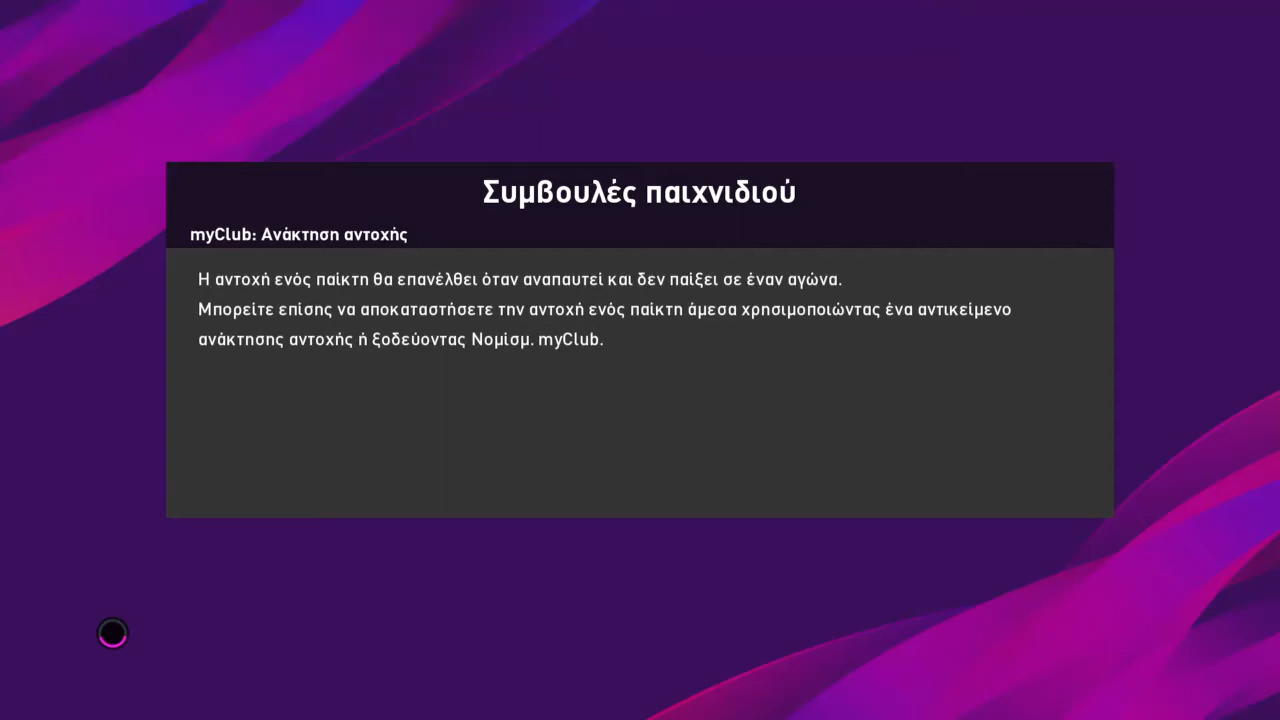 Συμβουλές παιχνιδιού
myClub: Ανάκτηση αντοχής
Η αντοχή ενός παίκτη θα επανέλθει όταν αναπαυτεί και δεν παίξει σε έναν αγώνα.
Μπορείτε επίσης να αποκαταστήσετε την αντοχή ενός παίκτη άμεσα χρησιμοποιώντας ένα αντικείμενο
ανάκτησης αντοχής ή ξοδεύοντας Νομίσμ. myClub.